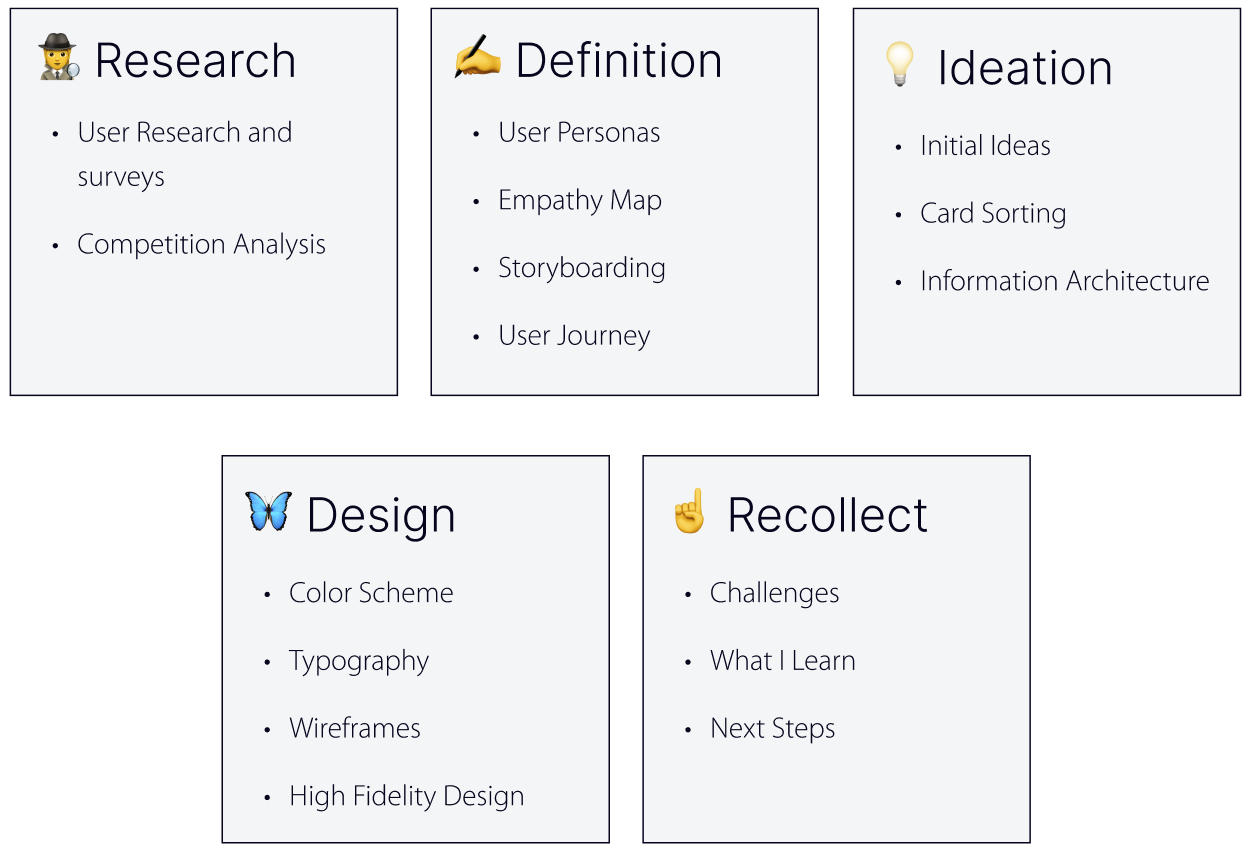 Research
• User Research and
surveys
• Competition Analysis
Definition
• User Personas
• Empathy Map
• Storyboarding
• User Journey
Ideation
• Initial Ideas
• Card Sorting
• Information Architecture
Design
• Color Scheme
• Typography
• Wireframes
• High Fidelity Design
Recollect
• Challenges
• What I Learn
• Next Steps